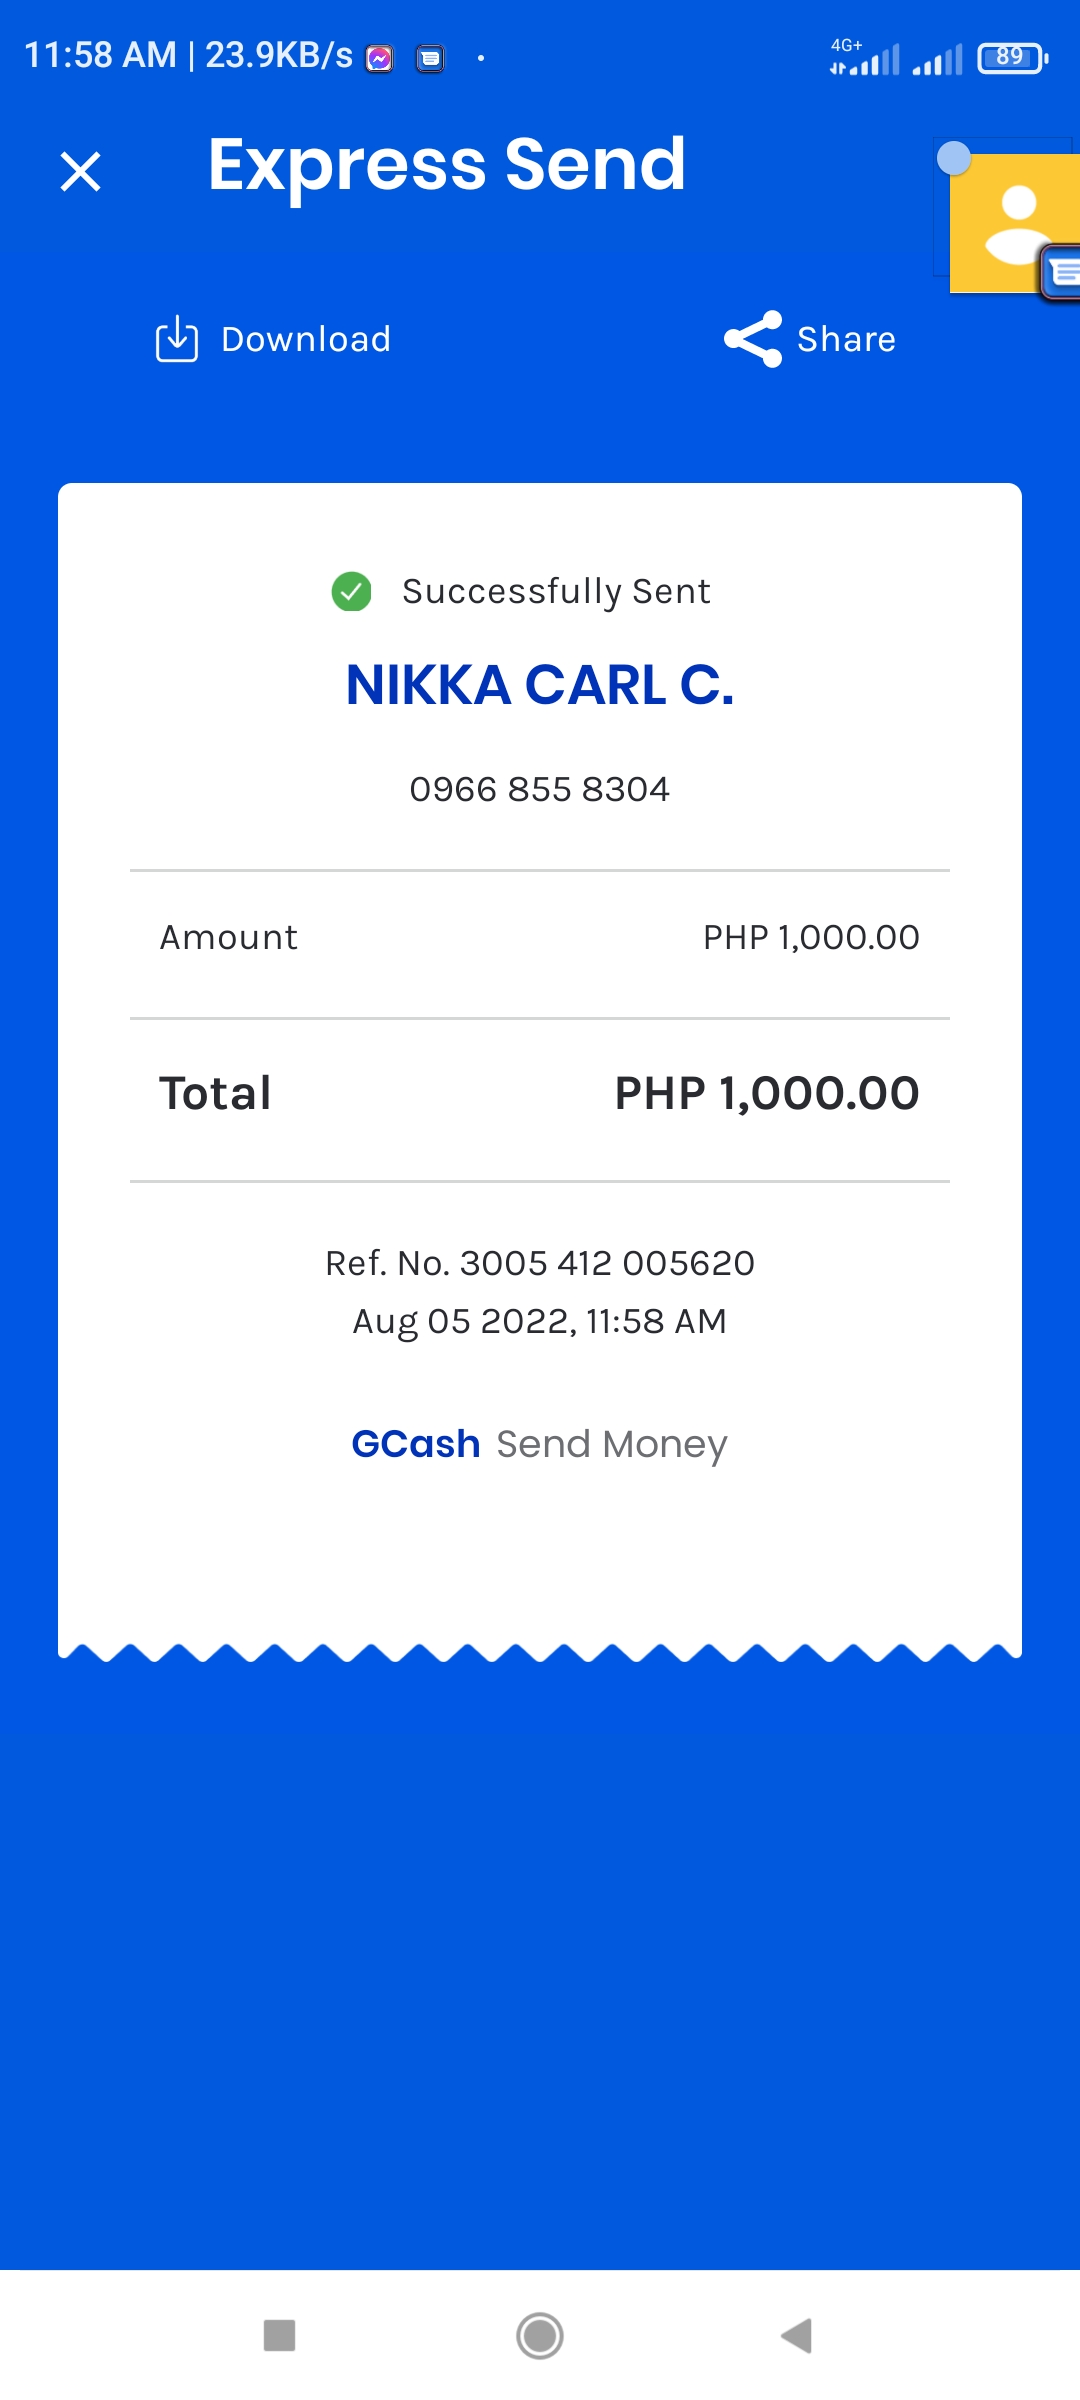 11:58 AM | 23.9KB/s
4G+
89
Express Send
Download
Share
Successfully Sent
NIKKA CARL C.
0966 855 8304
Amount PHP 1,000.00
Total PHP 1,000.00
Ref. No. 3005 412 005620
Aug 05 2022, 11:58 AM
GCash Send Money